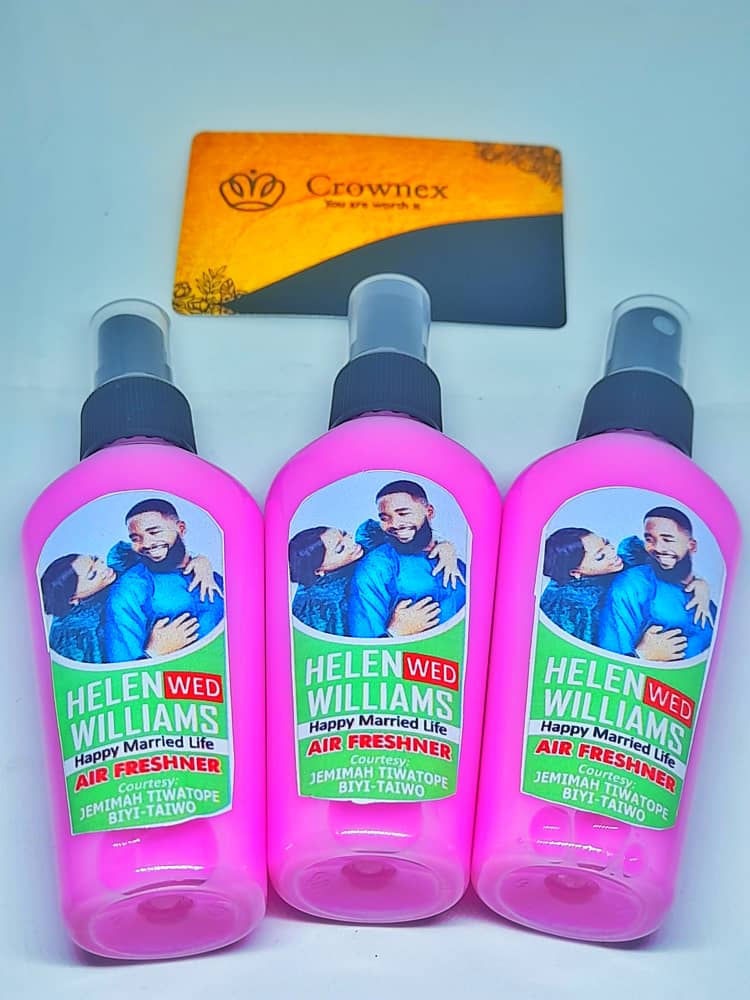 Crownex
You are worth it
HELEN WED
WILLIAMS
Happy Married Life
AIR FRESHNER
Courtesy:
JEMIMAH TIWATOPE
BIYI-TAIWO
HELEN WED
WILLIAMS
Happy Married Life
AIR FRESHNER
Courtesy:
JEMIMAH TIWATOPE
BIYI-TAIWO
HELEN WED
WILLIAMS
Happy Married Life
AIR FRESHNER
Courtesy:
JEMIMAH TIWATOPE
BIYI-TAIWO